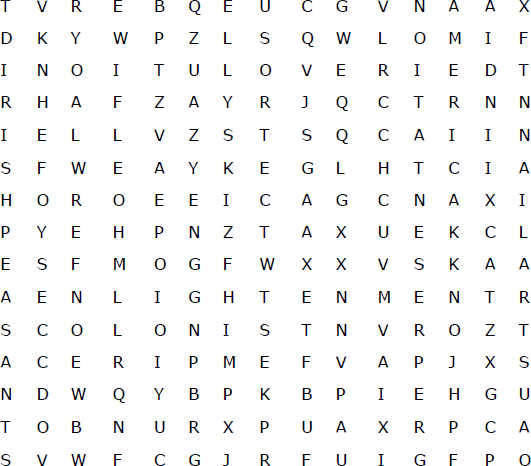 T V R E B Q E U C G V N A A X
D K Y W P Z L S Q W L O M I F
I N O I T U L O V E R I E D T
R H A F Z A Y R J Q C T R N N
I E L L V Z S T S Q C A I I N
S F W E A Y K E G L H T C I A
H O R O E E I C A G C N A X I
P Y E H P N Z T A X U E K C L
E S F M O G F W X X V S K A A
A E N L I G H T E N M E N T R
S C O L O N I S T N V R O Z T
A C E R I P M E F V A P J X S
N D W Q Y B P K B P I E H G U
T O B N U R X P U A X R P C A
S V W F C G J R F U I G F P O